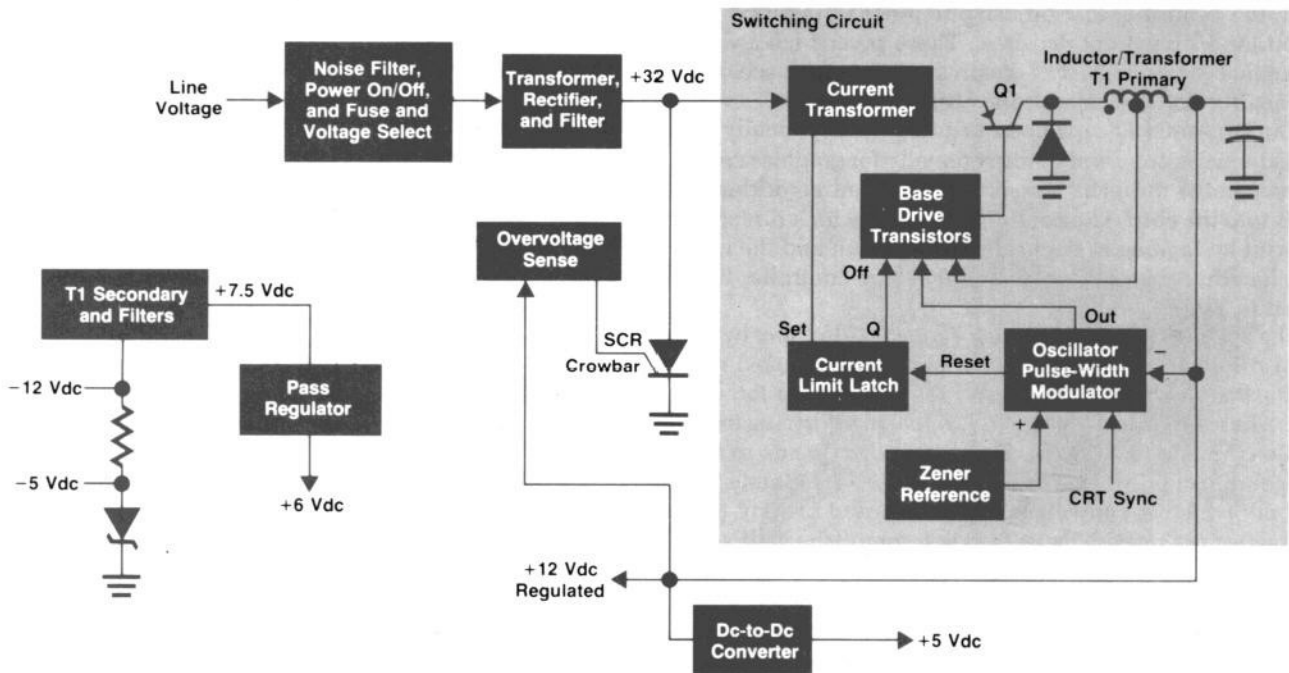 Switching Circuit
Line
Voltage
Noise Filter,
Power On/Off,
and Fuse and
Voltage Select
Transformer,
Rectifier,
and Filter
+32 Vdc
Current
Transformer
Q1
Inductor/Transformer
T1 Primary
Base
Drive
Transistors
Overvoltage
Sense
Off
T1 Secondary
and Filters
+7.5 Vdc
SCR
Crowbar
Set
Q
Out
Current
Limit Latch
Reset
Oscillator
Pulse-Width
Modulator
−
+
−12 Vdc
Pass
Regulator
−5 Vdc
+6 Vdc
Zener
Reference
CRT Sync
+12 Vdc
Regulated
Dc-to-Dc
Converter
+5 Vdc